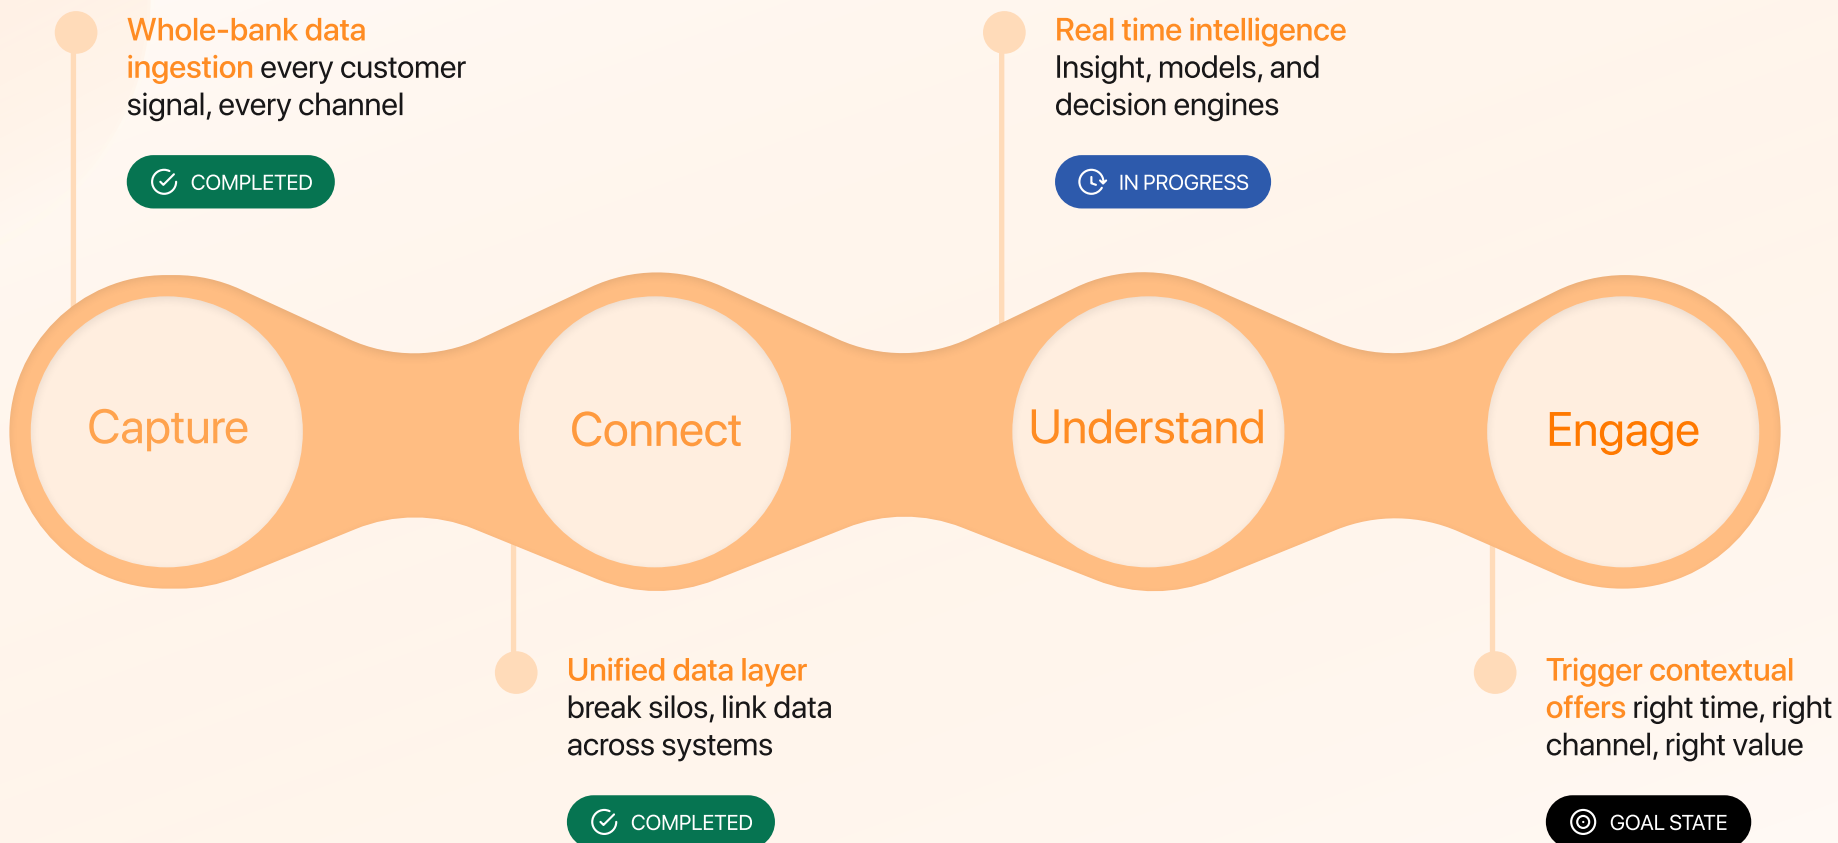 Whole-bank data
ingestion every customer
signal, every channel
COMPLETED
Real time intelligence
Insight, models, and
decision engines
IN PROGRESS
Capture
Connect
Understand
Engage
Unified data layer
break silos, link data
across systems
COMPLETED
Trigger contextual
offers right time, right
channel, right value
GOAL STATE